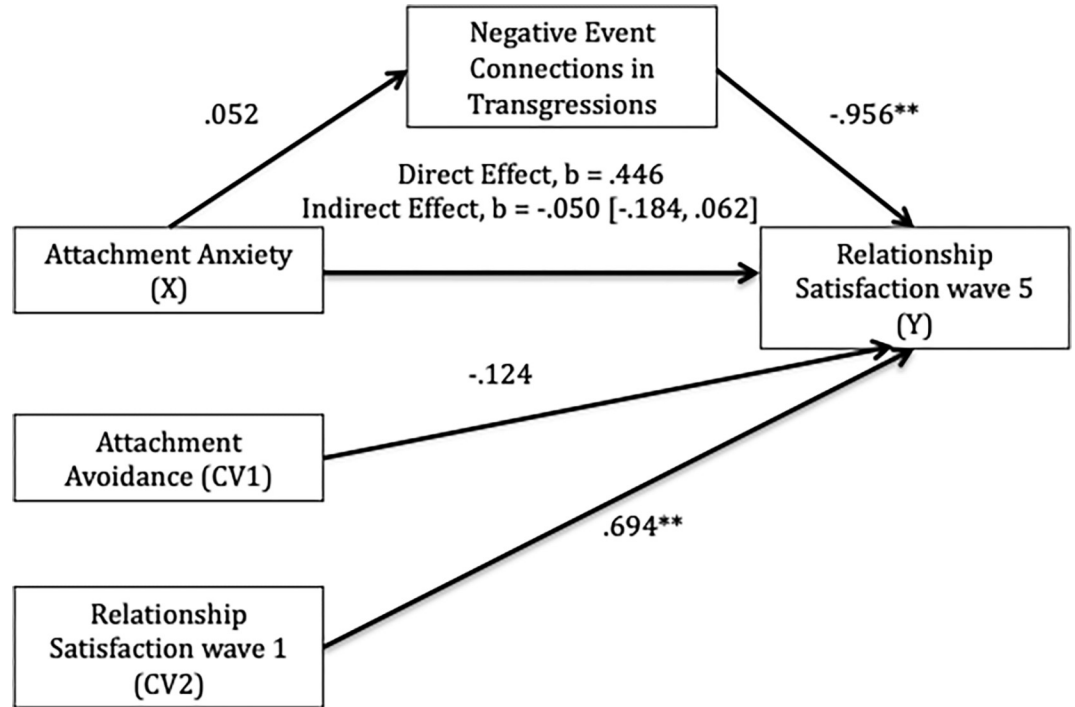 Negative Event
Connections in
Transgressions
.052
-.956**
Direct Effect, b = .446
Indirect Effect, b = -.050 [-.184, .062]
Attachment Anxiety
(X)
Relationship
Satisfaction wave 5
(Y)
-.124
Attachment
Avoidance (CV1)
.694**
Relationship
Satisfaction wave 1
(CV2)